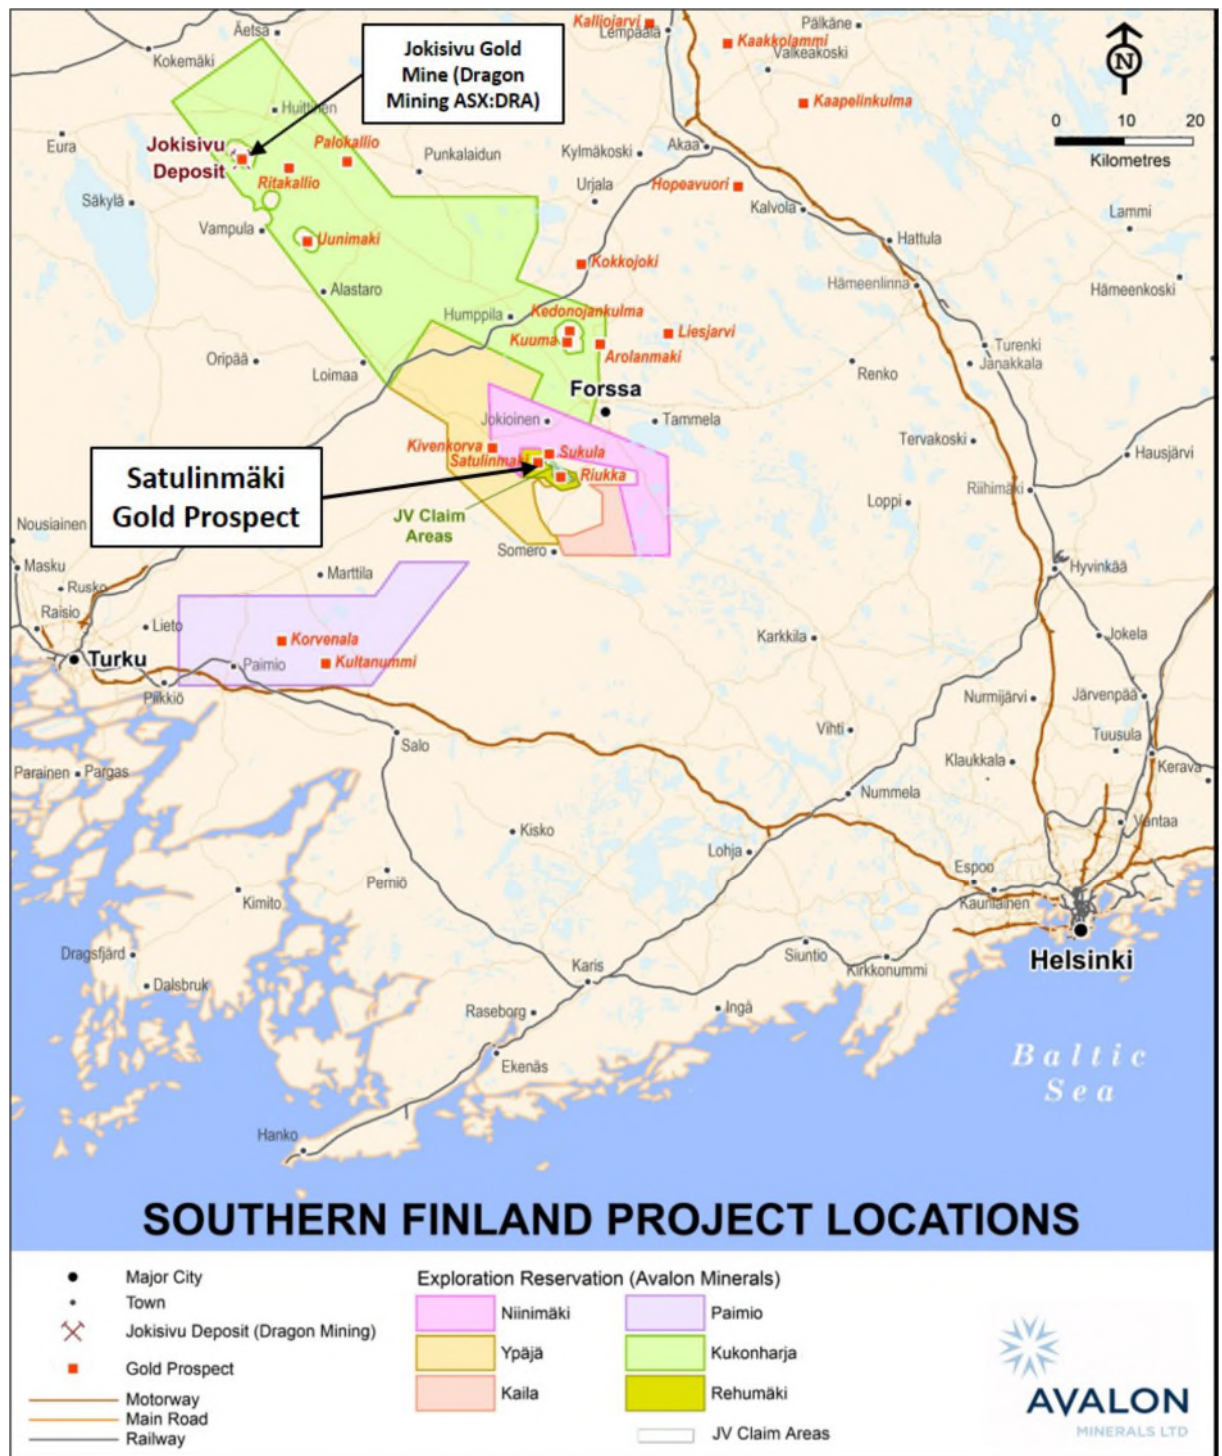 Kalliojarvi
Lempäälä
Pälkäne
Äetsä
Kaakkolammi
Valkeakoski
Kokemäki
Jokisivu Gold
Mine (Dragon
Mining ASX:DRA)
N
Kaapelinkulma
Huittinen
0 10 20
Kilometres
Eura
Jokisivu
Deposit
Palokallio
Punkalaidun
Kylmäkoski
Akaa
Ritakallio
Urjala
Hopeavuori
Säkylä
Kalvola
Lammi
Vampula
Uunimaki
Hattula
Kokkojoki
Alastaro
Hämeenlinna
Hämeenkoski
Humppila
Kedonojankulma
Kuuma
Arolanmaki
Liesjarvi
Turenki
Janakkala
Oripää
Loimaa
Renko
Forssa
Jokioinen
Tammela
Tervakoski
Kivenkorva
Sukula
Satulinmaki
Hausjärvi
Riukka
Satulinmäki
Gold Prospect
Riihimäki
Loppi
JV Claim
Areas
Nousiainen
Somero
Masku
Marttila
Hyvinkää
Rusko
Raisio
Lieto
Korvenala
Karkkila
Jokela
Turku
Paimio
Kultanummi
Piikkiö
Nurmijärvi
Järvenpää
Salo
Vihti
Tuusula
Parainen
Pargas
Klaukkala
Kerava
Nummela
Kisko
Vantaa
Lohja
Espoo
Perniö
Kimito
Kauniainen
Dragsfjärd
Siuntio
Kirkkonummi
Helsinki
Karis
Dalsbruk
Raseborg
Ingå
Ekenäs
Baltic
Sea
Hanko
SOUTHERN FINLAND PROJECT LOCATIONS
Major City
Town
Jokisivu Deposit (Dragon Mining)
Gold Prospect
Motorway
Main Road
Railway
Exploration Reservation (Avalon Minerals)
Niinimäki
Paimio
Ypäjä
Kukonharja
Kaila
Rehumäki
JV Claim Areas
AVALON
MINERALS LTD